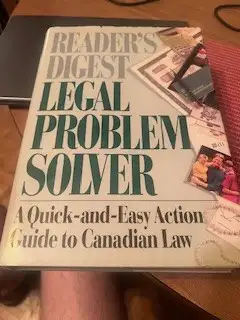 READER'S
DIGEST
LEGAL
PROBLEM
SOLVER
A Quick-and-Easy Action
Guide to Canadian Law